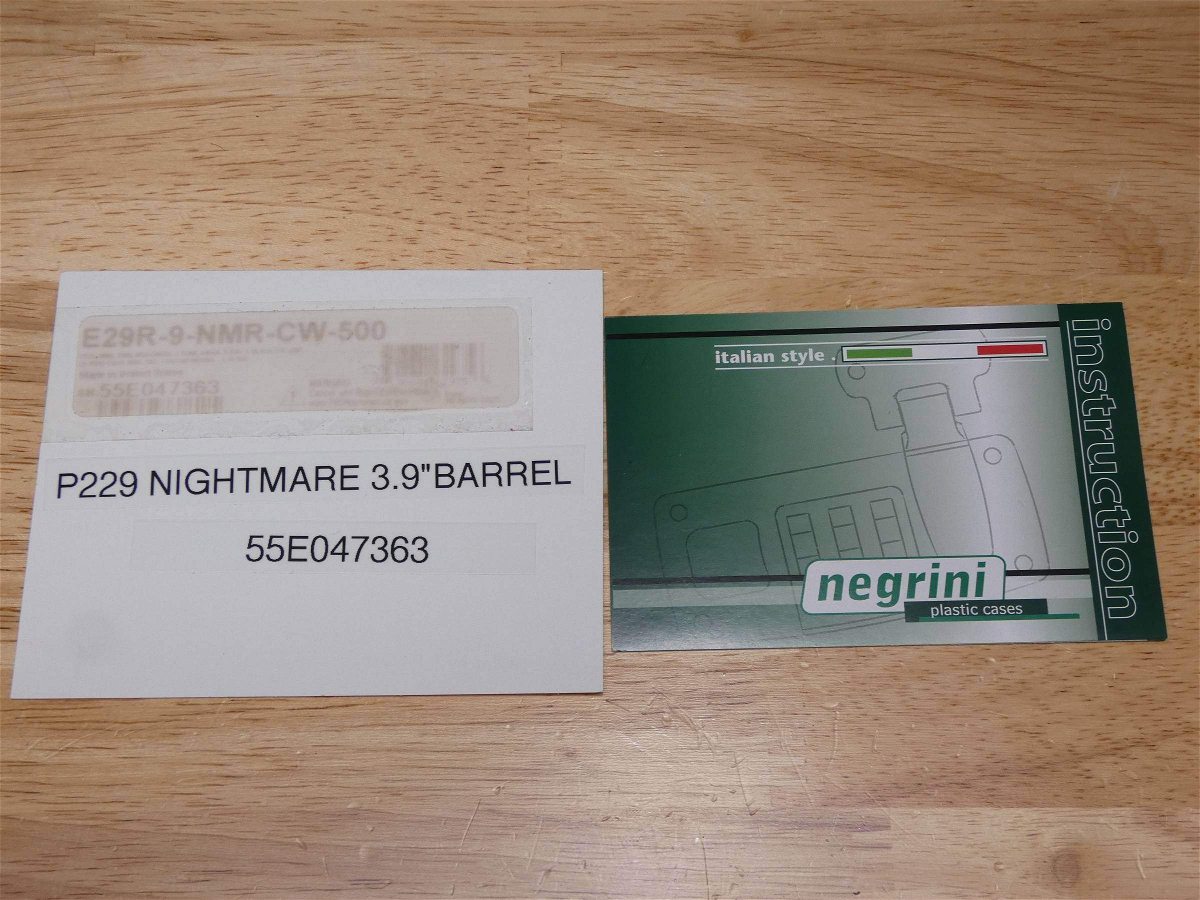 E29R-9-NMR-CW-500
55E047363
P229 NIGHTMARE 3.9"BARREL
55E047363
italian style .
negrini
plastic cases
instruction